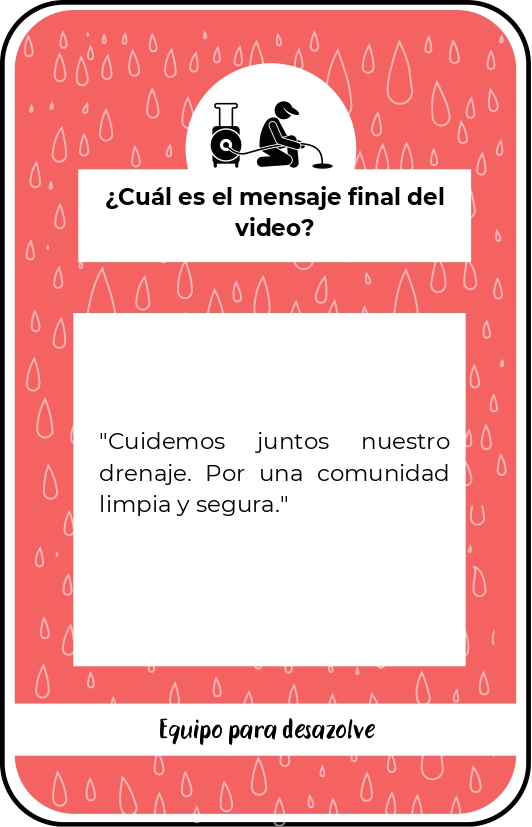 ¿Cuál es el mensaje final del
video?
"Cuidemos juntos nuestro
drenaje. Por una comunidad
limpia y segura."
Equipo para desazolve